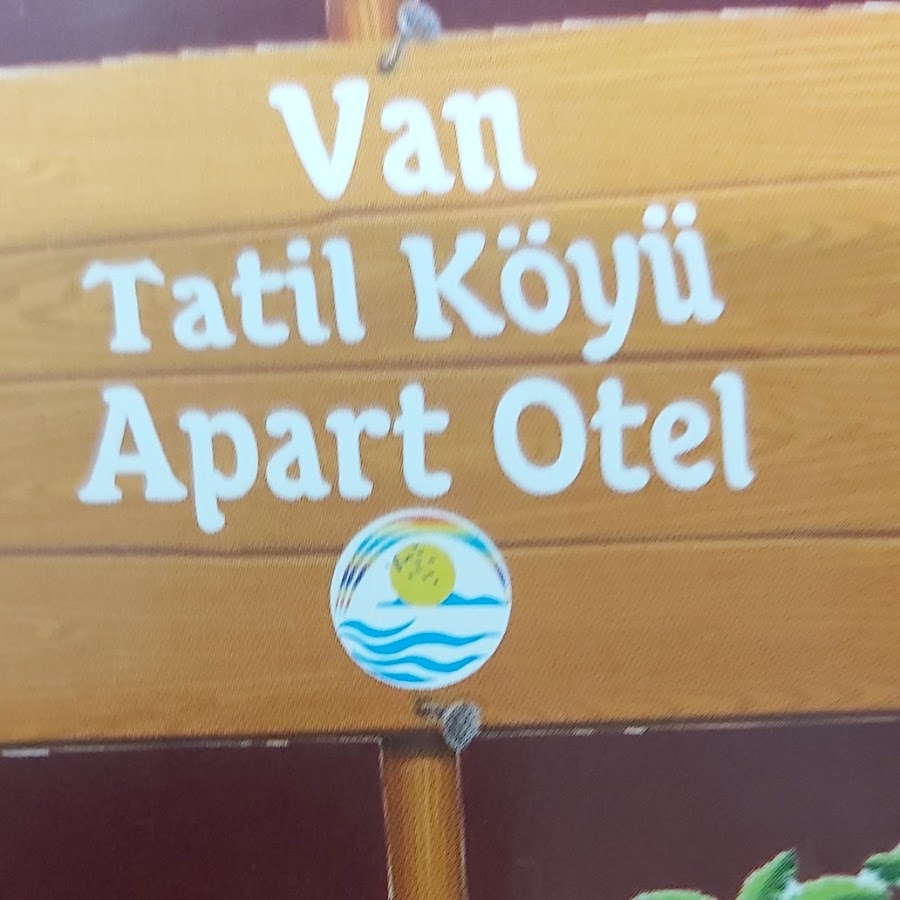 Van
Tatil Köyü
Apart Otel